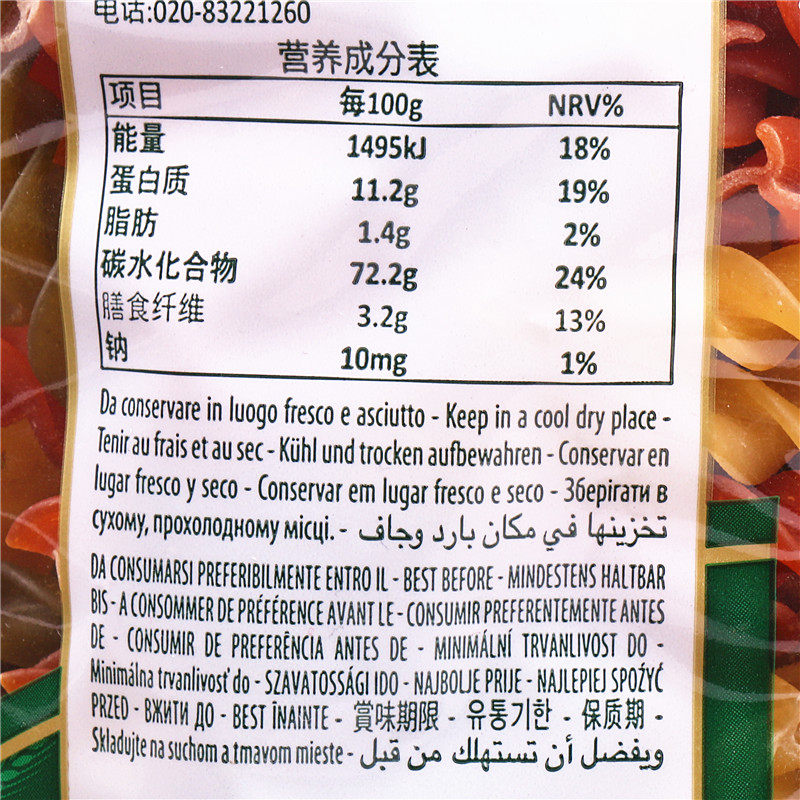 电话:020-83221260
营养成分表
项目 每100g NRV%
能量 1495kJ 18%
蛋白质 11.2g 19%
脂肪 1.4g 2%
碳水化合物 72.2g 24%
膳食纤维 3.2g 13%
钠 10mg 1%
Da conservare in luogo fresco e asciutto - Keep in a cool dry place -
Tenir au frais et au sec - Kühl und trocken aufbewahren - Conservar en
lugar fresco y seco - Conservar em lugar fresco e seco - Зберігати в
сухому, прохолодному місці. - تخزينها في مكان بارد وجاف
DA CONSUMARSI PREFERIBILMENTE ENTRO IL - BEST BEFORE - MINDESTENS HALTBAR
BIS - A CONSOMMER DE PRÉFÉRENCE AVANT LE - CONSUMIR PREFERENTEMENTE ANTES
DE - CONSUMIR DE PREFERÊNCIA ANTES DE - MINIMÁLNÍ TRVANLIVOST DO -
Minimálna trvanlivosť do - SZAVATOSSÁGI IDO - NAJBOLJE PRIJE - NAJLEPIEJ SPOŻYĆ
PRZED - ВЖИТИ ДО - BEST ÎNAINTE - 賞味期限 - 유통기한 - 保质期 -
Skladujte na suchom a tmavom mieste - ويفضل أن تستهلك من قبل